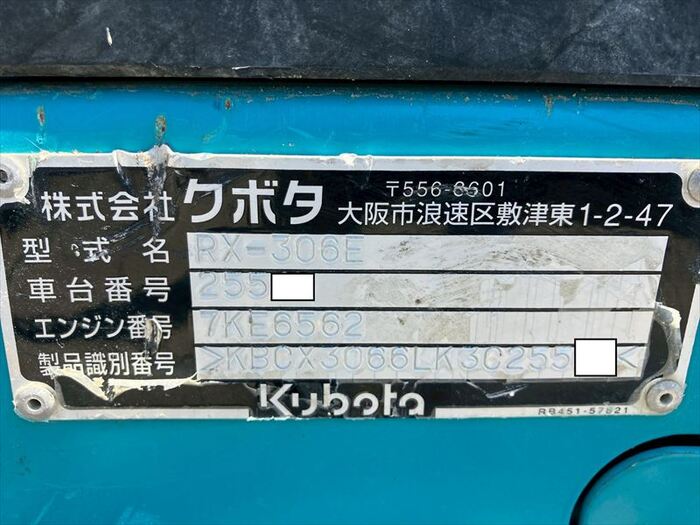 株式会社クボタ 〒556-8601
大阪市浪速区敷津東1-2-47
型式名 RX-306E
車台番号 255
エンジン番号 7KE6562
製品識別番号 >KBCX3066LK3C255 <
Kubota
RB451-57821